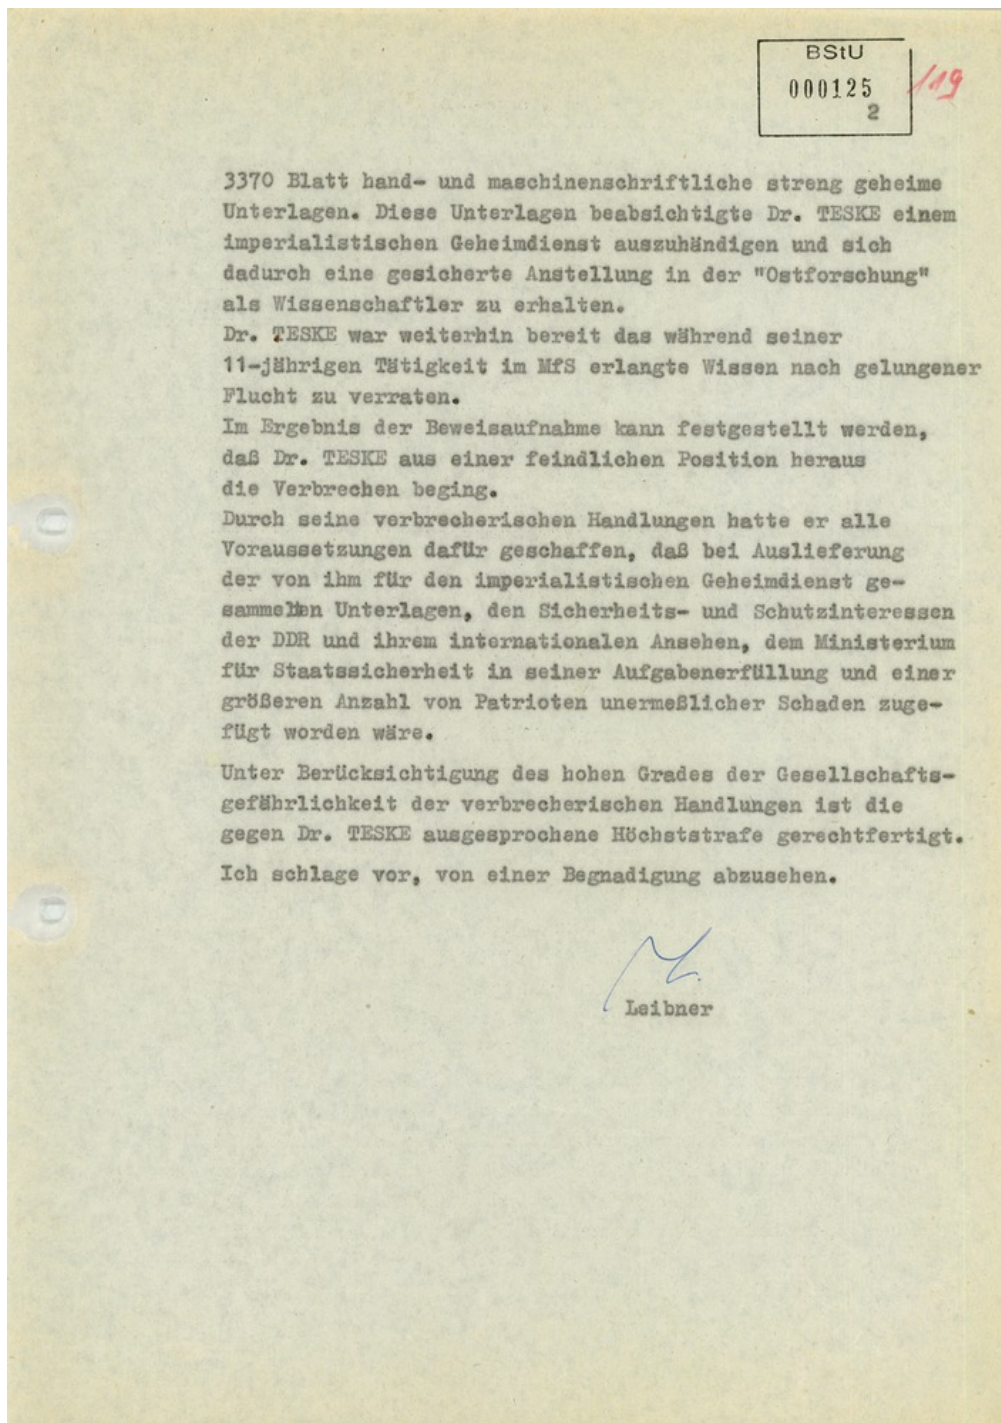 BStU
000125
2
119
3370 Blatt hand- und maschinenschriftliche streng geheime
Unterlagen. Diese Unterlagen beabsichtigte Dr. TESKE einem
imperialistischen Geheimdienst auszuhändigen und sich
dadurch eine gesicherte Anstellung in der "Ostforschung"
als Wissenschaftler zu erhalten.
Dr. TESKE war weiterhin bereit das während seiner
11-jährigen Tätigkeit im MfS erlangte Wissen nach gelungener
Flucht zu verraten.
Im Ergebnis der Beweisaufnahme kann festgestellt werden,
daß Dr. TESKE aus einer feindlichen Position heraus
die Verbrechen beging.
Durch seine verbrecherischen Handlungen hatte er alle
Voraussetzungen dafür geschaffen, daß bei Auslieferung
der von ihm für den imperialistischen Geheimdienst ge-
sammelten Unterlagen, den Sicherheits- und Schutzinteressen
der DDR und ihrem internationalen Ansehen, dem Ministerium
für Staatssicherheit in seiner Aufgabenerfüllung und einer
größeren Anzahl von Patrioten unermeßlicher Schaden zuge-
fügt worden wäre.
Unter Berücksichtigung des hohen Grades der Gesellschafts-
gefährlichkeit der verbrecherischen Handlungen ist die
gegen Dr. TESKE ausgesprochene Höchststrafe gerechtfertigt.
Ich schlage vor, von einer Begnadigung abzusehen.
Leibner